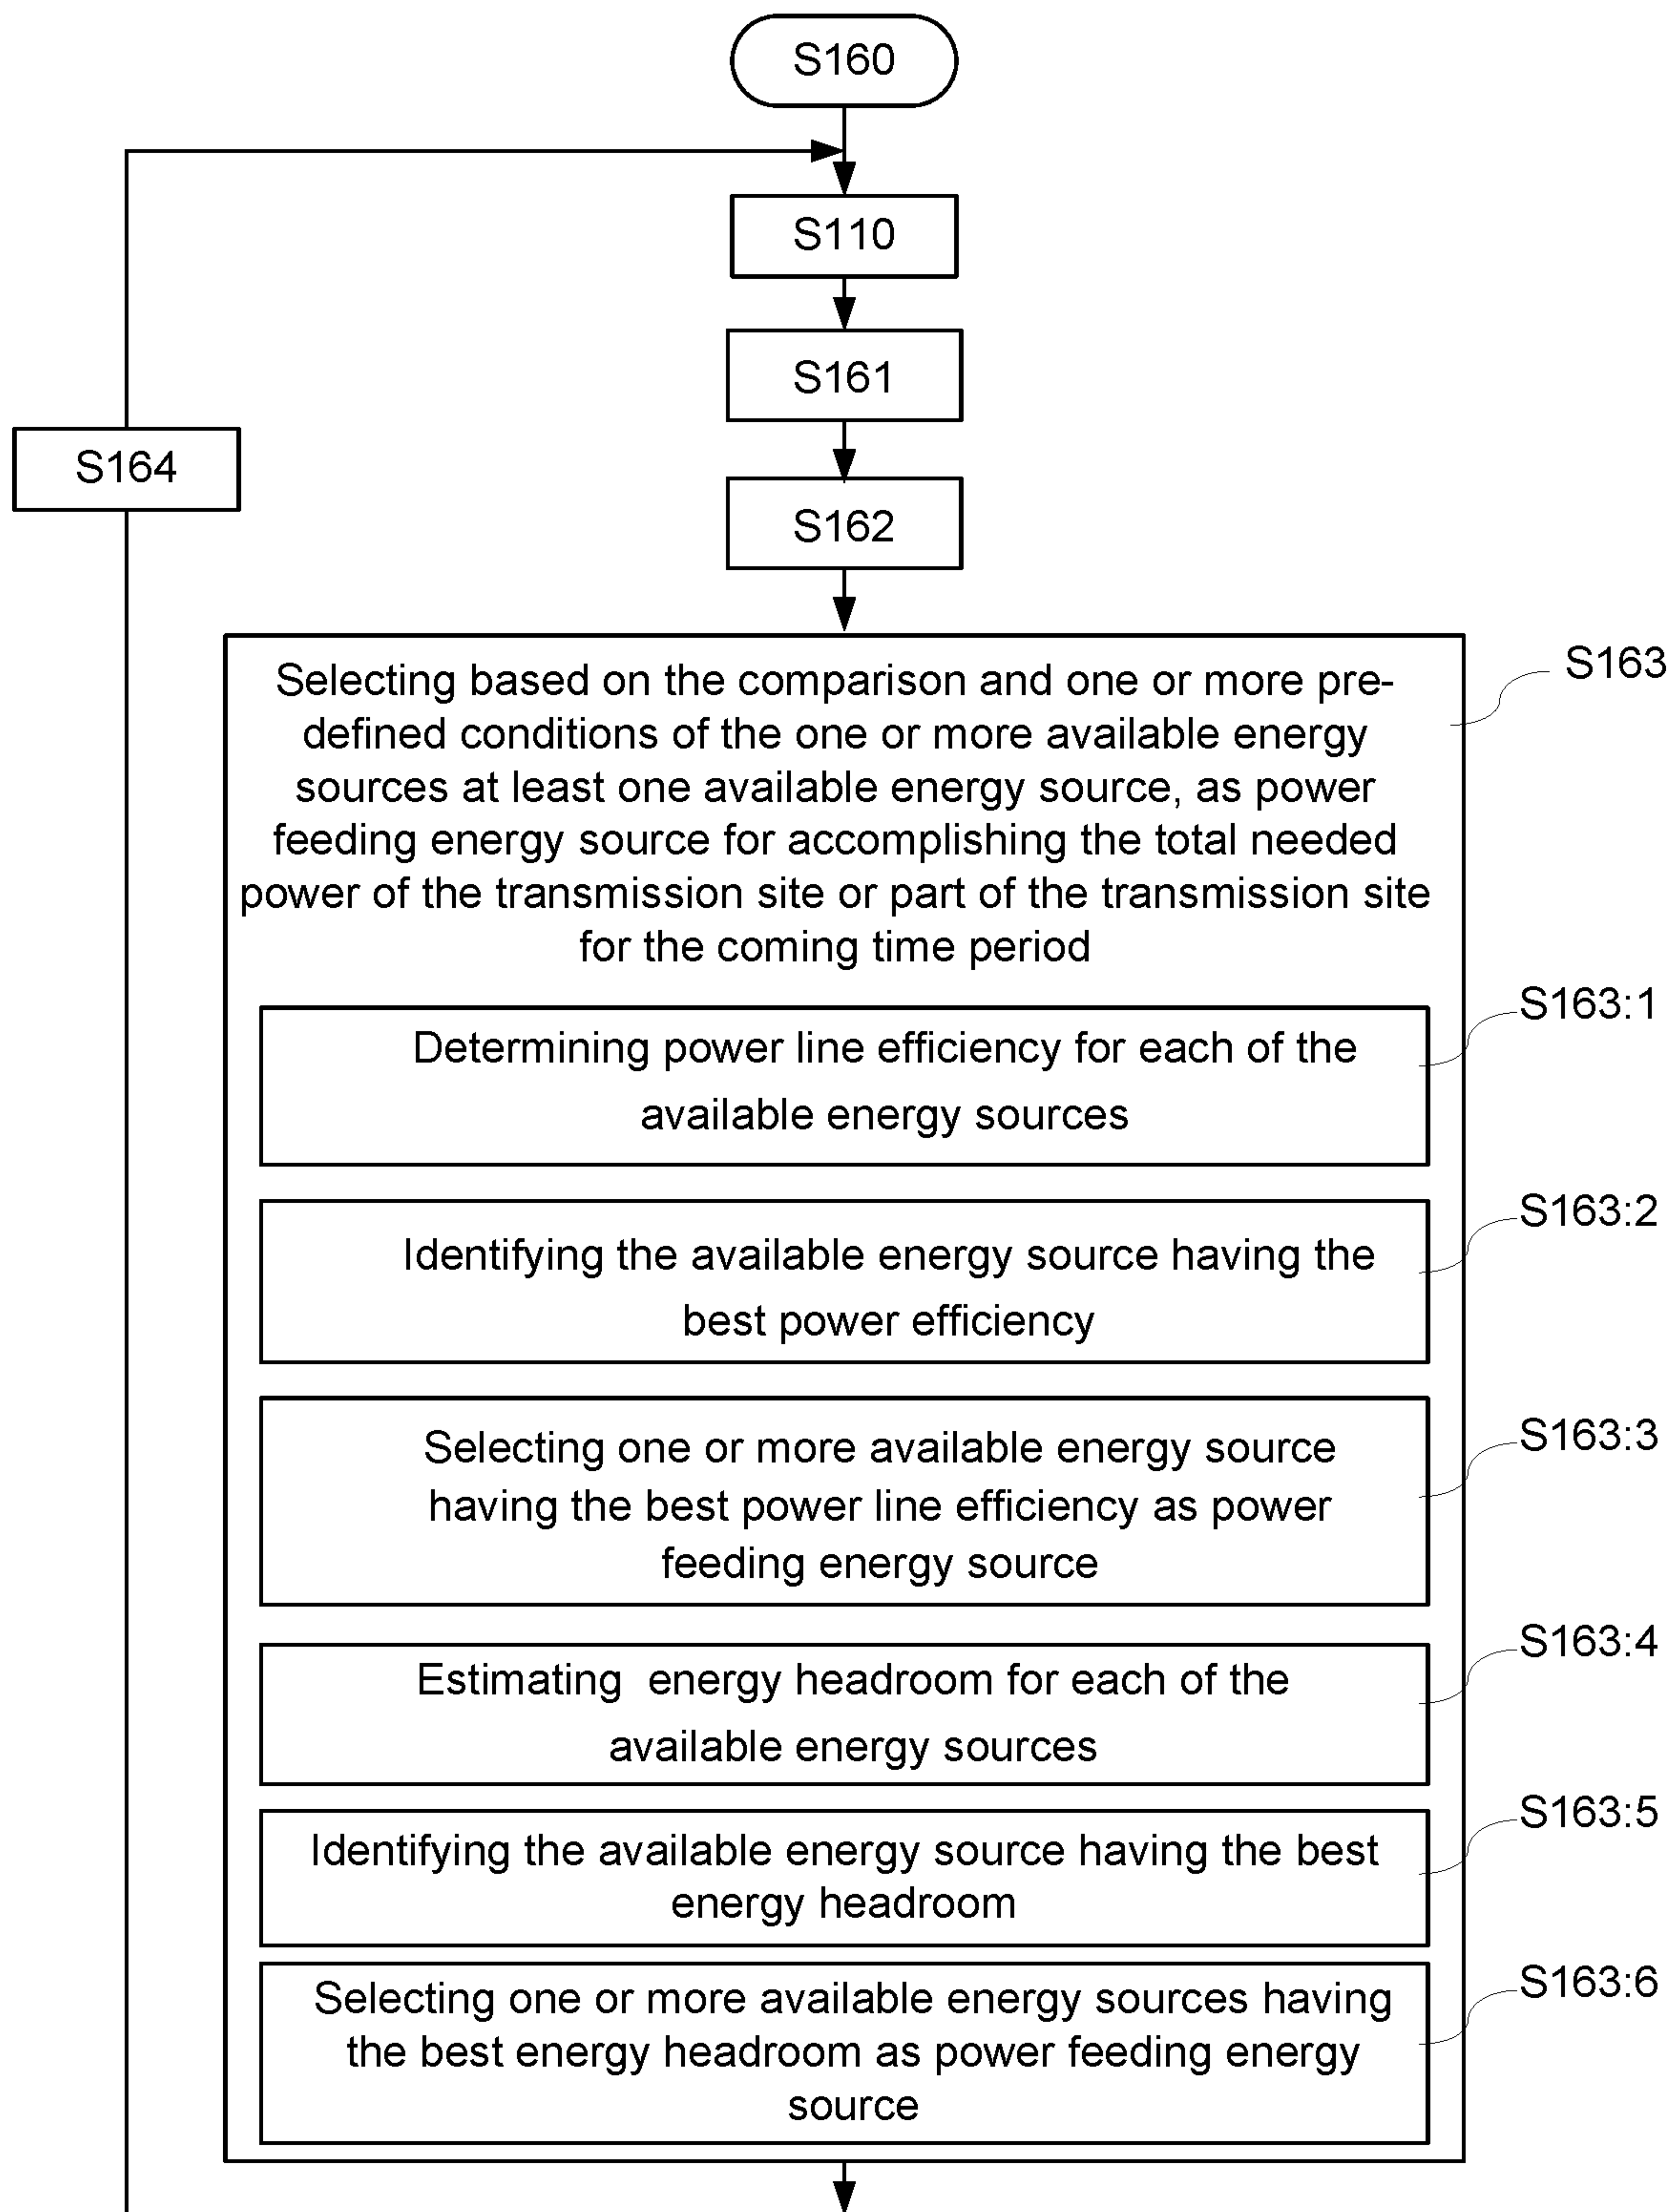 S160
S110
S161
S164
S162
S163
Selecting based on the comparison and one or more pre-
defined conditions of the one or more available energy
sources at least one available energy source, as power
feeding energy source for accomplishing the total needed
power of the transmission site or part of the transmission site
for the coming time period
S163:1
Determining power line efficiency for each of the
available energy sources
S163:2
Identifying the available energy source having the
best power efficiency
S163:3
Selecting one or more available energy source
having the best power line efficiency as power
feeding energy source
S163:4
Estimating energy headroom for each of the
available energy sources
S163:5
Identifying the available energy source having the best
energy headroom
S163:6
Selecting one or more available energy sources having
the best energy headroom as power feeding energy
source